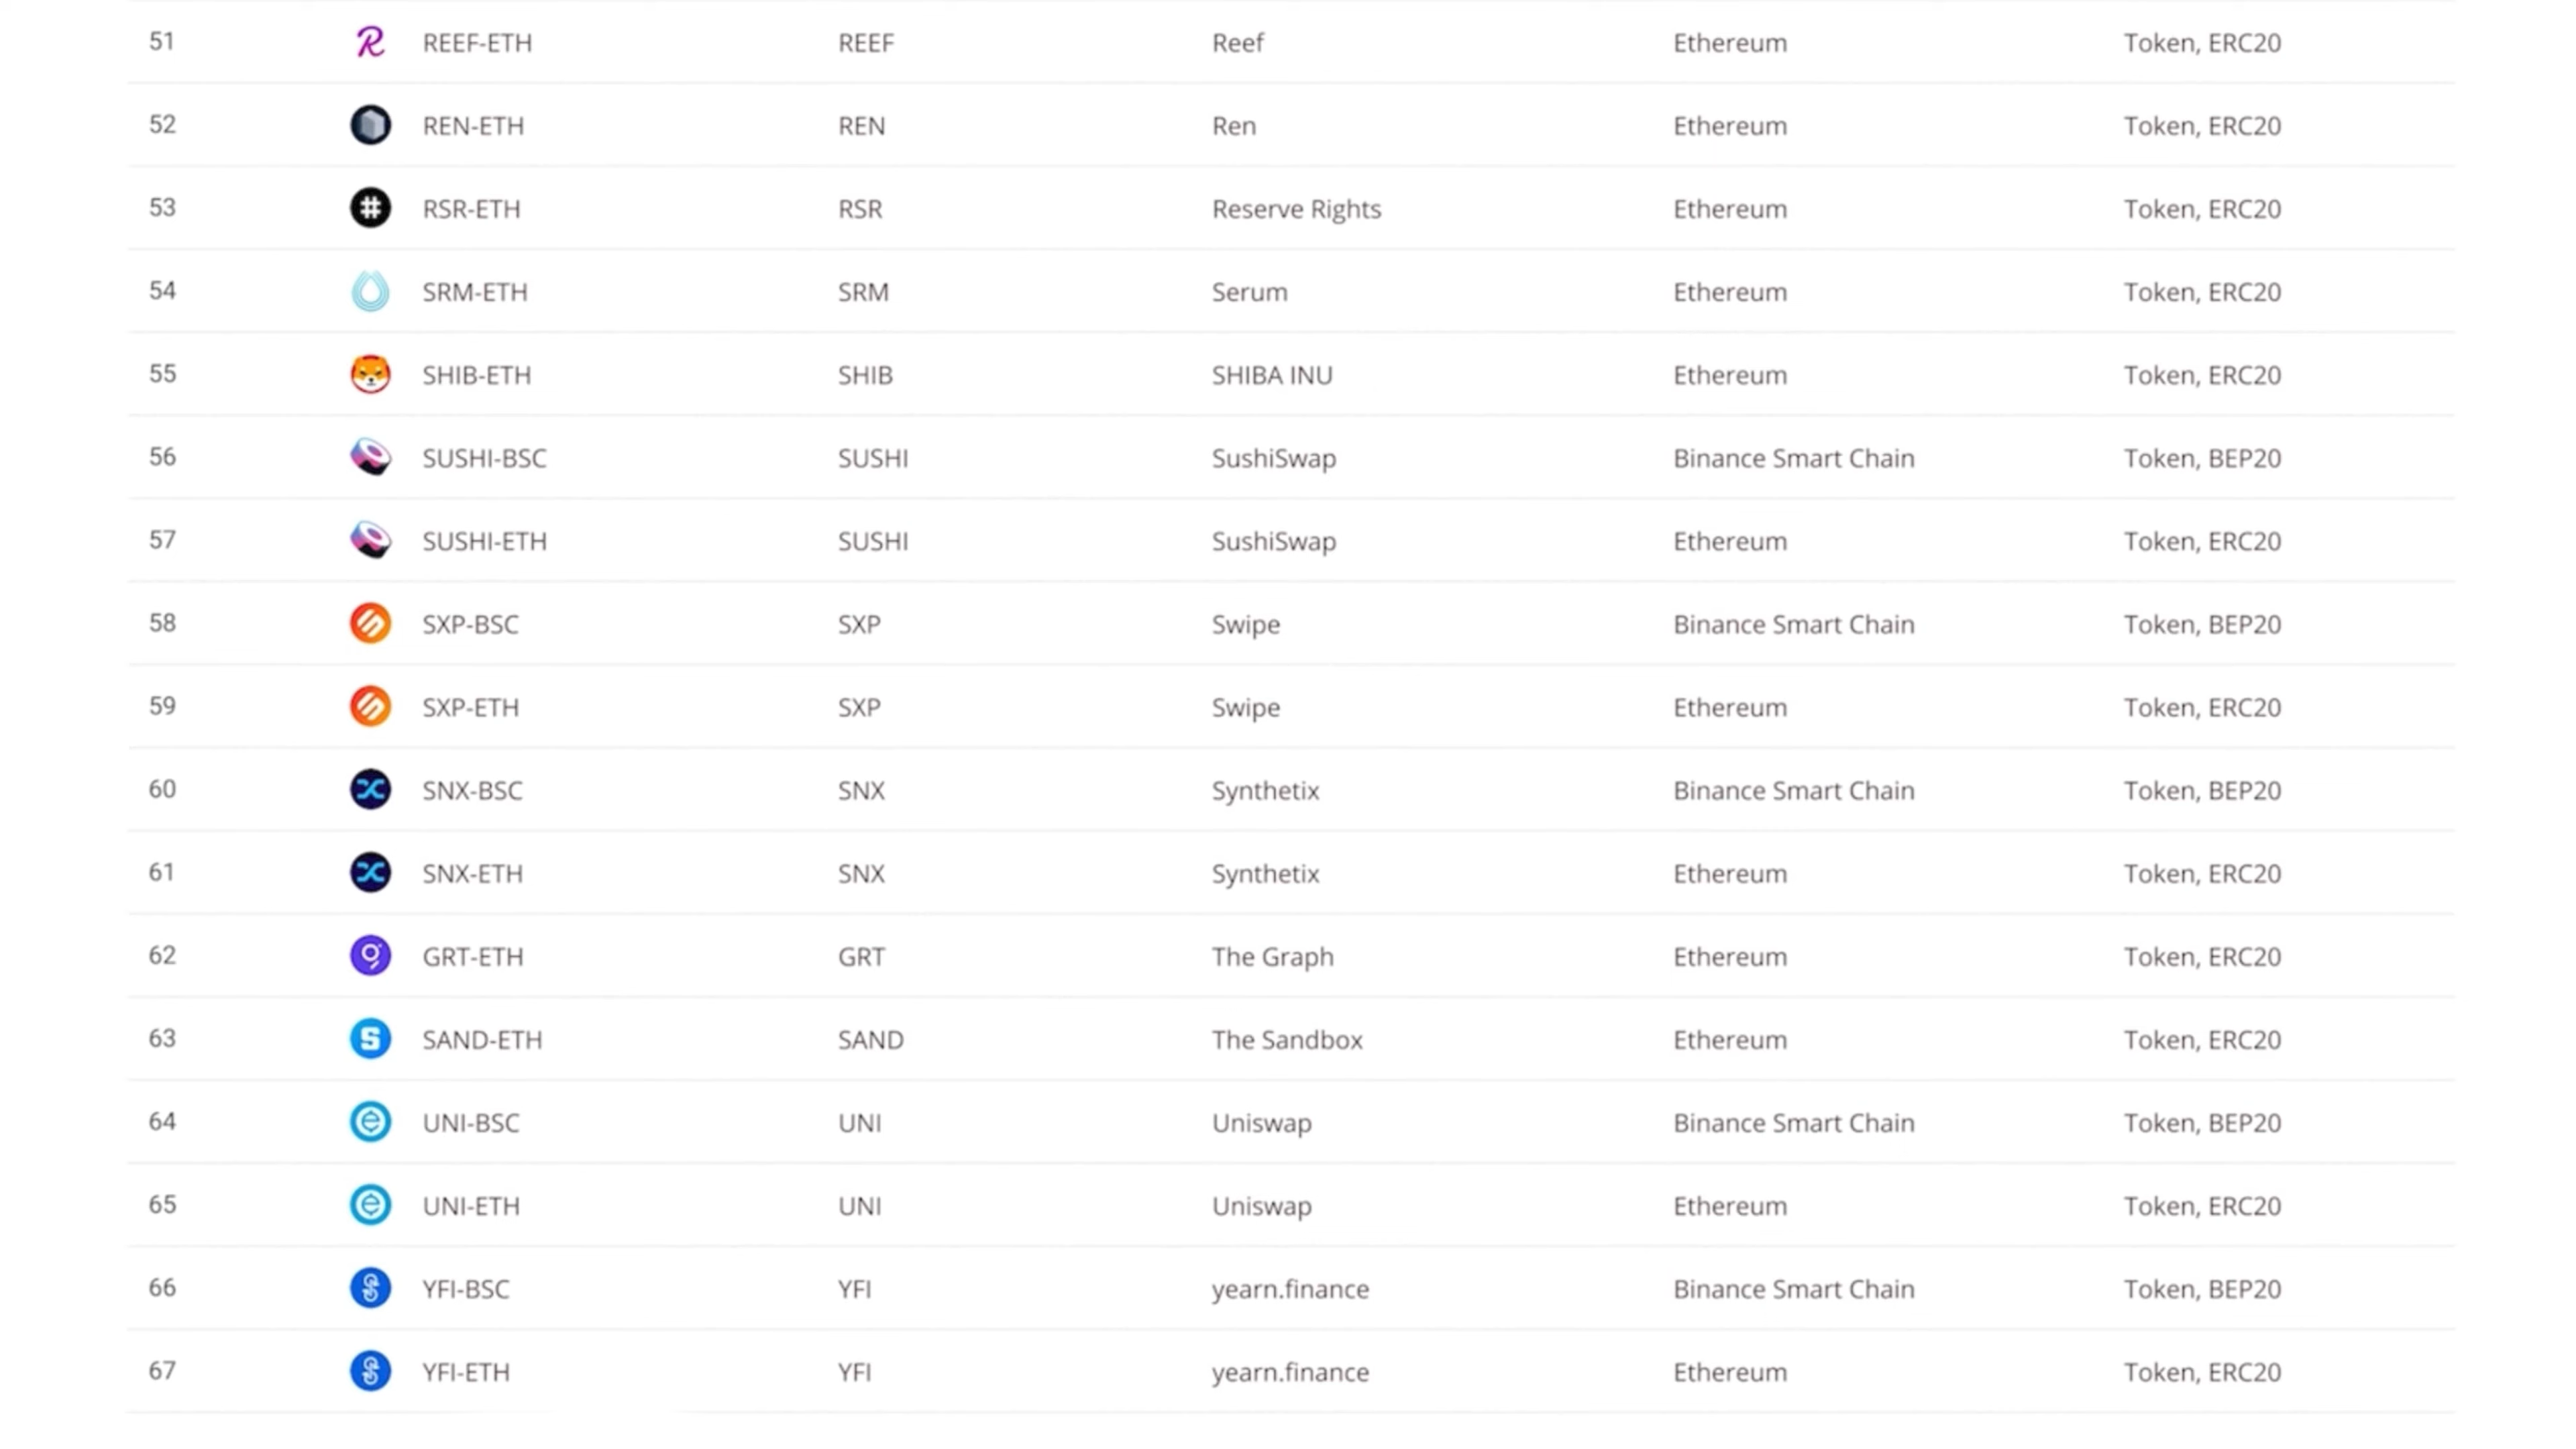 51 REEF-ETH REEF Reef Ethereum Token, ERC20
52 REN-ETH REN Ren Ethereum Token, ERC20
53 RSR-ETH RSR Reserve Rights Ethereum Token, ERC20
54 SRM-ETH SRM Serum Ethereum Token, ERC20
55 SHIB-ETH SHIB SHIBA INU Ethereum Token, ERC20
56 SUSHI-BSC SUSHI SushiSwap Binance Smart Chain Token, BEP20
57 SUSHI-ETH SUSHI SushiSwap Ethereum Token, ERC20
58 SXP-BSC SXP Swipe Binance Smart Chain Token, BEP20
59 SXP-ETH SXP Swipe Ethereum Token, ERC20
60 SNX-BSC SNX Synthetix Binance Smart Chain Token, BEP20
61 SNX-ETH SNX Synthetix Ethereum Token, ERC20
62 GRT-ETH GRT The Graph Ethereum Token, ERC20
63 SAND-ETH SAND The Sandbox Ethereum Token, ERC20
64 UNI-BSC UNI Uniswap Binance Smart Chain Token, BEP20
65 UNI-ETH UNI Uniswap Ethereum Token, ERC20
66 YFI-BSC YFI yearn.finance Binance Smart Chain Token, BEP20
67 YFI-ETH YFI yearn.finance Ethereum Token, ERC20